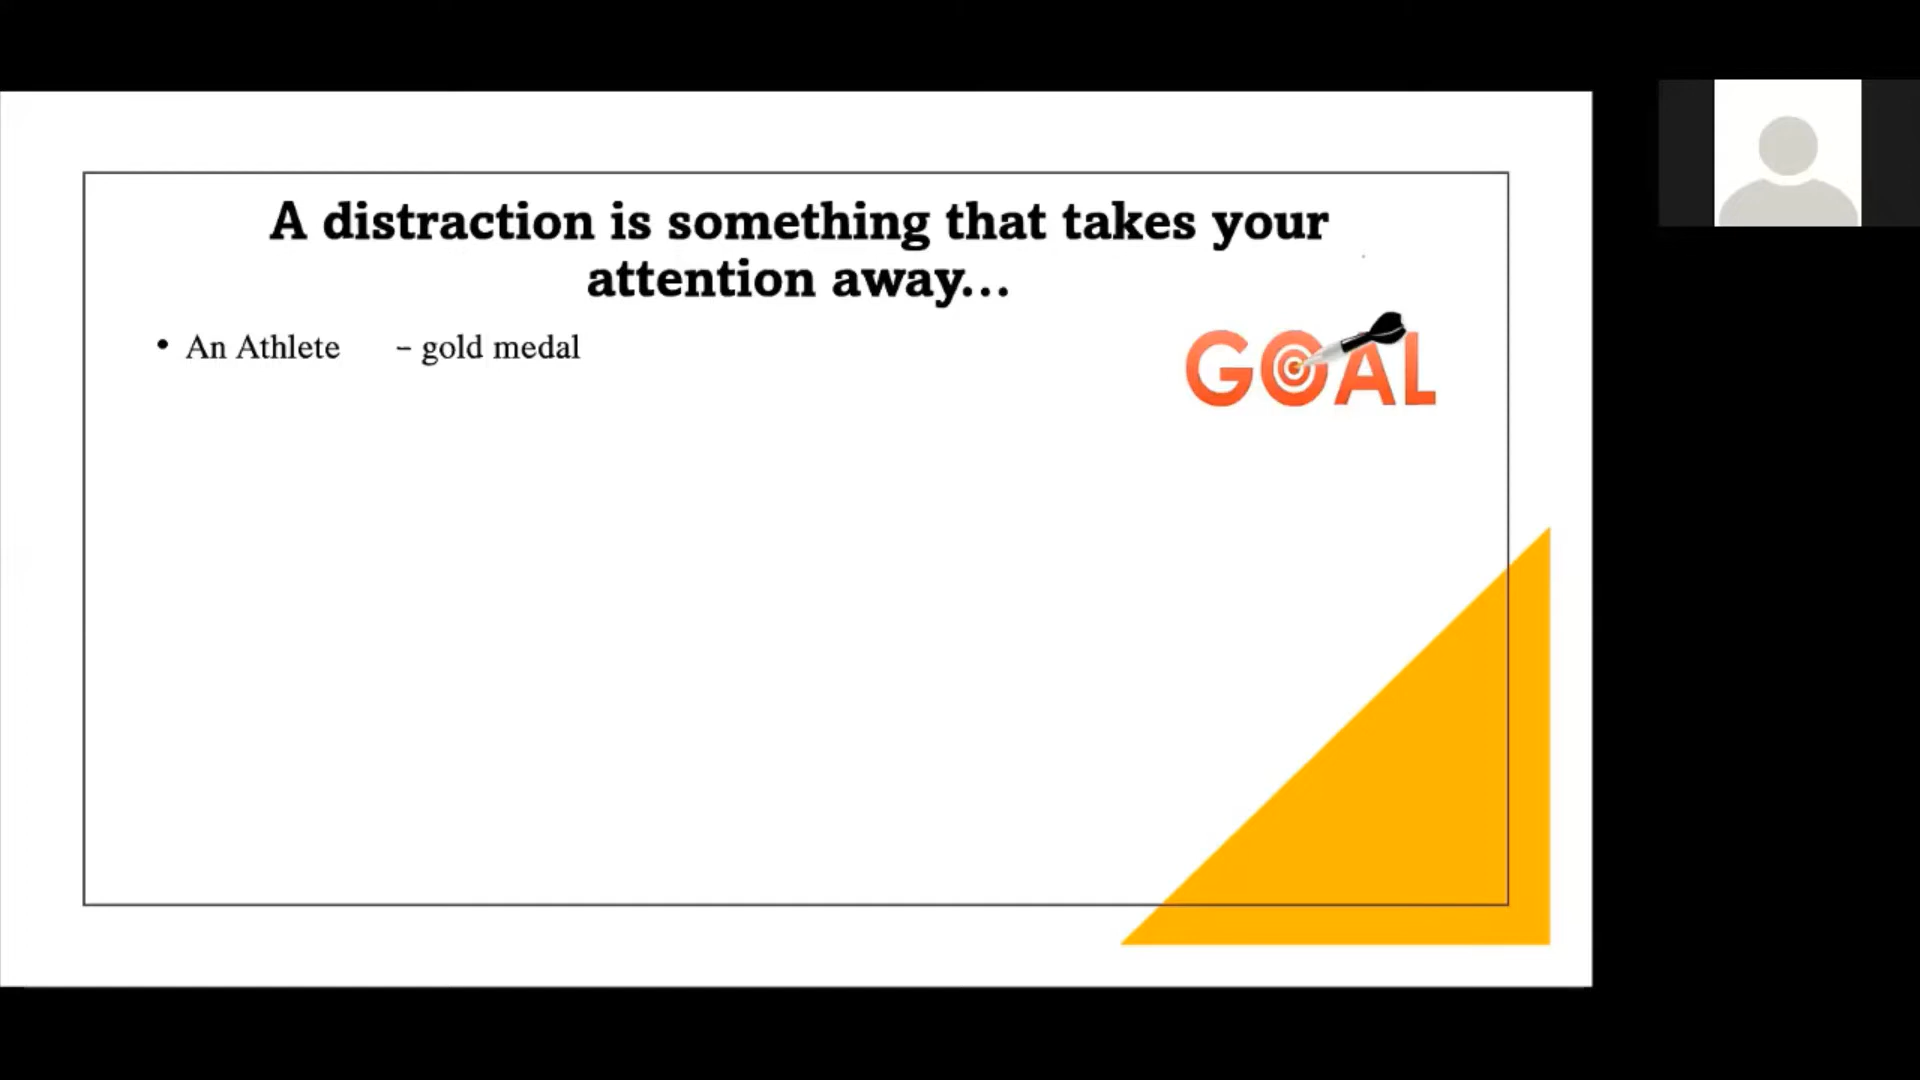 A distraction is something that takes your
attention away...
• An Athlete – gold medal
GOAL